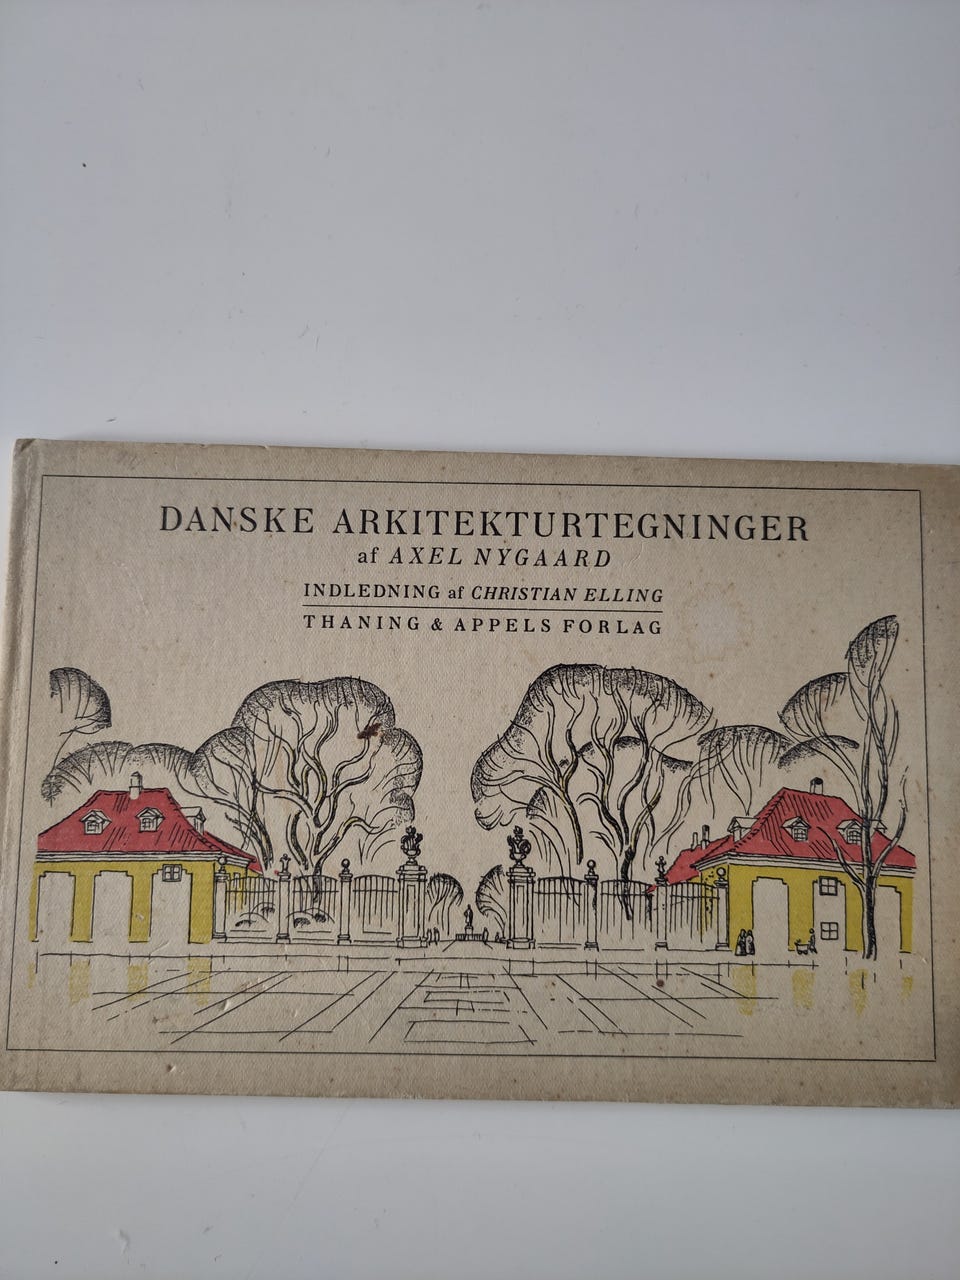 DANSKE ARKITEKTURTEGNINGER
af AXEL NYGAARD
INDLEDNING af CHRISTIAN ELLING
THANING & APPELS FORLAG